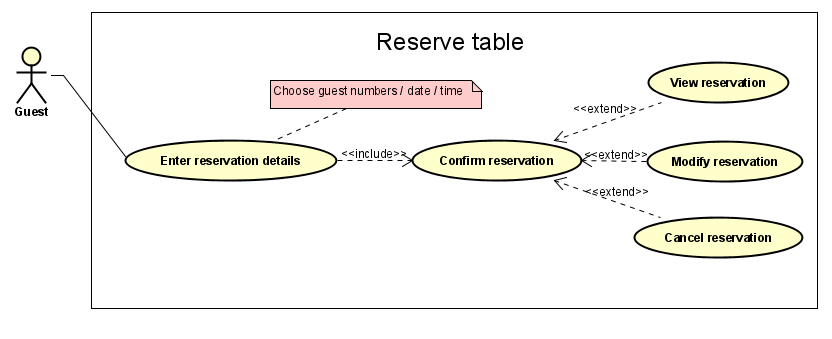 Reserve table
Guest
Choose guest numbers / date / time
Enter reservation details
<<include>>
Confirm reservation
<<extend>>
View reservation
<<extend>>
Modify reservation
<<extend>>
Cancel reservation